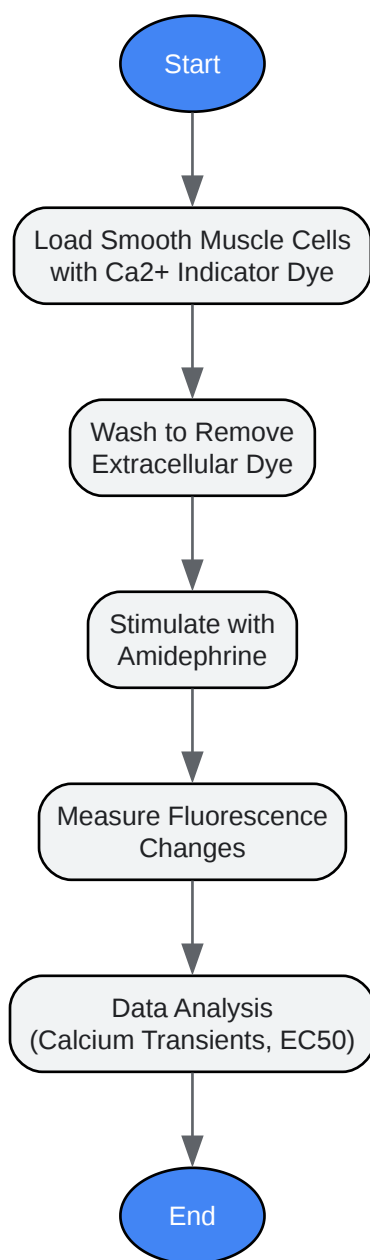 Start
Load Smooth Muscle Cells
with Ca2+ Indicator Dye
Wash to Remove
Extracellular Dye
Stimulate with
Amidephrine
Measure Fluorescence
Changes
Data Analysis
(Calcium Transients, EC50)
End